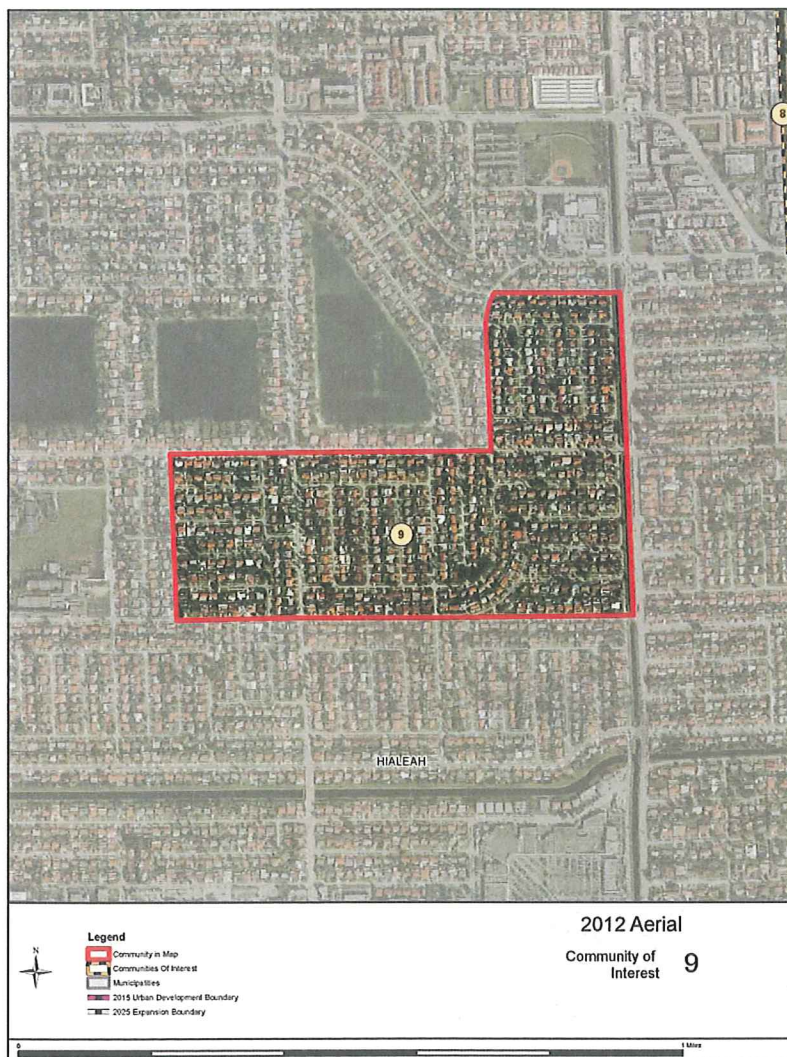 8
9
HIALEAH
N
Legend
Community in Map
Communities Of Interest
Municipalities
2015 Urban Development Boundary
2025 Expansion Boundary
2012 Aerial
Community of Interest 9
0
1 Miles